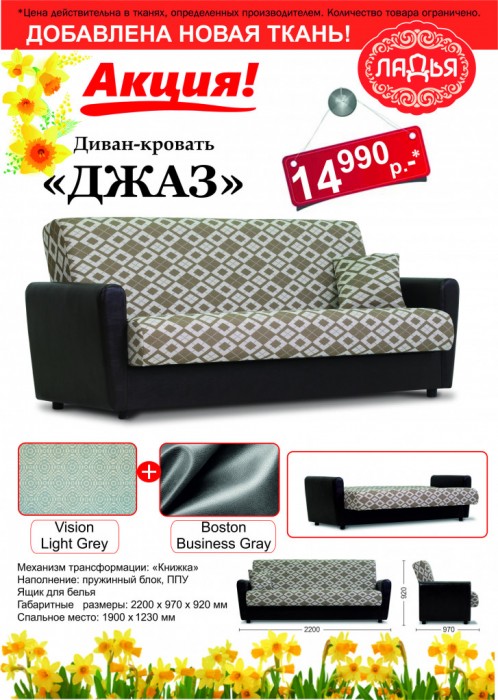 *Цена действительна в тканях, определенных производителем. Количество товара ограничено.
ДОБАВЛЕНА НОВАЯ ТКАНЬ!
ЛАДЬЯ
Акция!
Диван-кровать
«ДЖАЗ»
14 990 р.-*
Vision
Light Grey
+
Boston
Business Gray
Механизм трансформации: «Книжка»
Наполнение: пружинный блок, ППУ
Ящик для белья
Габаритные размеры: 2200 х 970 х 920 мм
Спальное место: 1900 х 1230 мм
2200
920
970